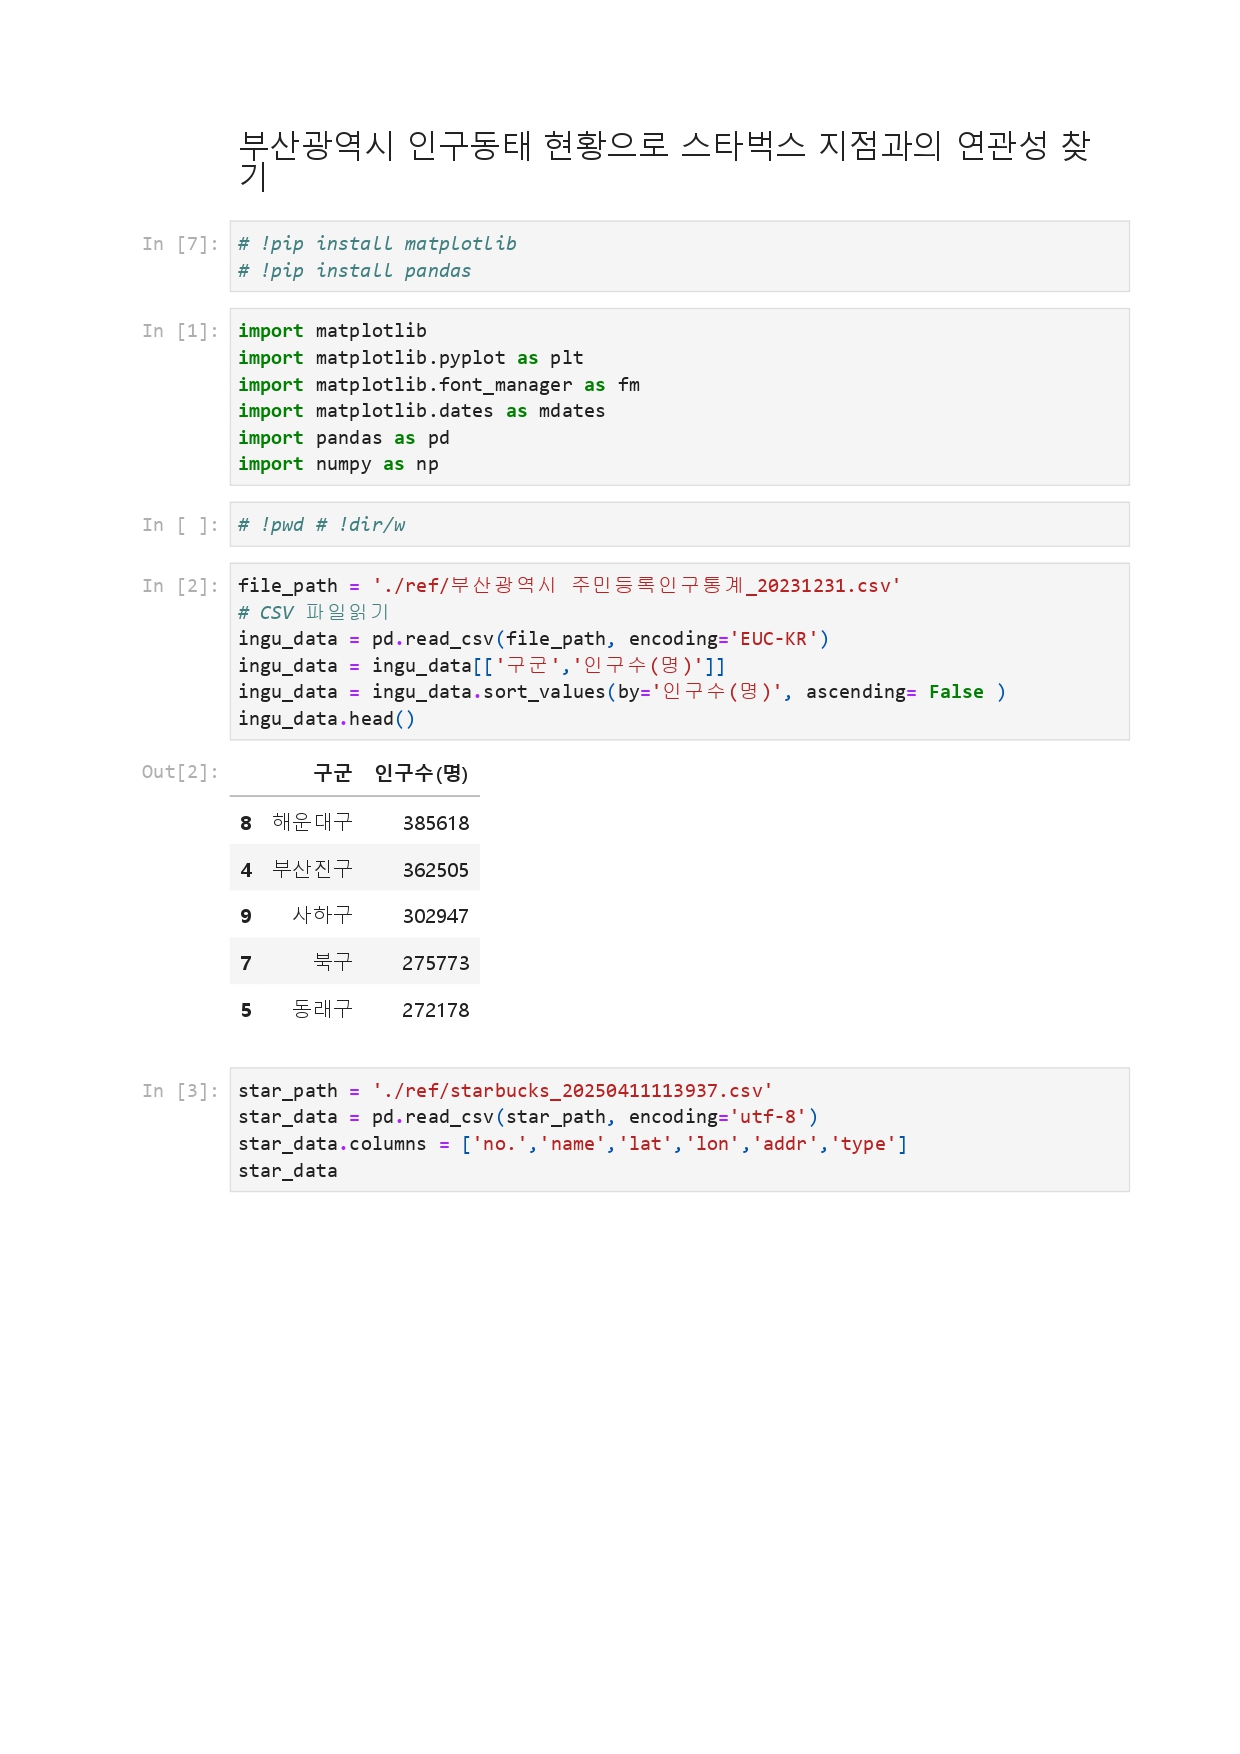 부산광역시 인구동태 현황으로 스타벅스 지점과의 연관성 찾
기
In [7]: # !pip install matplotlib
# !pip install pandas
In [1]: import matplotlib
import matplotlib.pyplot as plt
import matplotlib.font_manager as fm
import matplotlib.dates as mdates
import pandas as pd
import numpy as np
In [ ]: # !pwd # !dir/w
In [2]: file_path = './ref/부산광역시 주민등록인구통계_20231231.csv'
# CSV 파일읽기
ingu_data = pd.read_csv(file_path, encoding='EUC-KR')
ingu_data = ingu_data[['구군','인구수(명)']]
ingu_data = ingu_data.sort_values(by='인구수(명)', ascending= False )
ingu_data.head()
Out[2]: 구군 인구수(명)
8 해운대구 385618
4 부산진구 362505
9 사하구 302947
7 북구 275773
5 동래구 272178
In [3]: star_path = './ref/starbucks_20250411113937.csv'
star_data = pd.read_csv(star_path, encoding='utf-8')
star_data.columns = ['no.','name','lat','lon','addr','type']
star_data